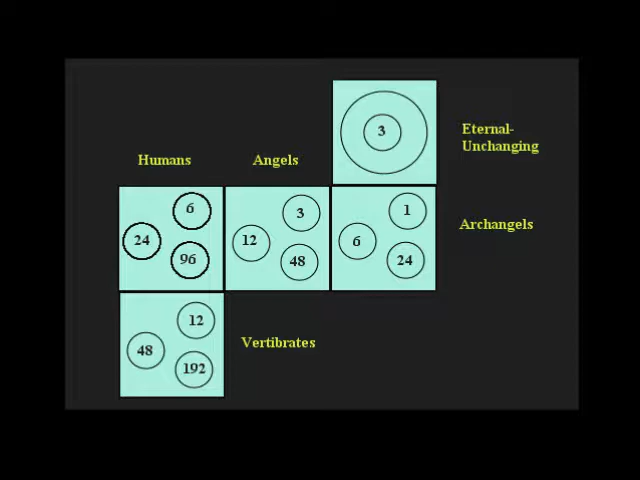 3
Eternal-
Unchanging
Humans
Angels
6
24
96
3
12
48
1
6
24
Archangels
12
48
192
Vertibrates